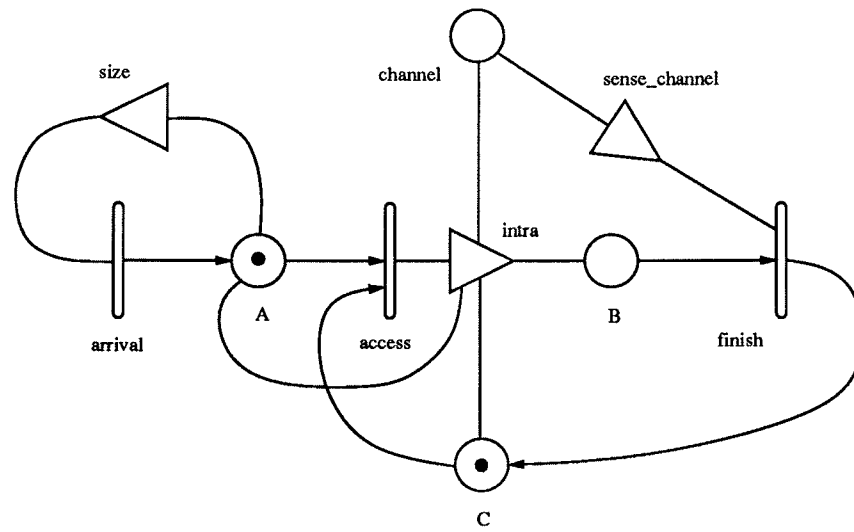 size
channel
sense_channel
intra
A
B
arrival
access
finish
C